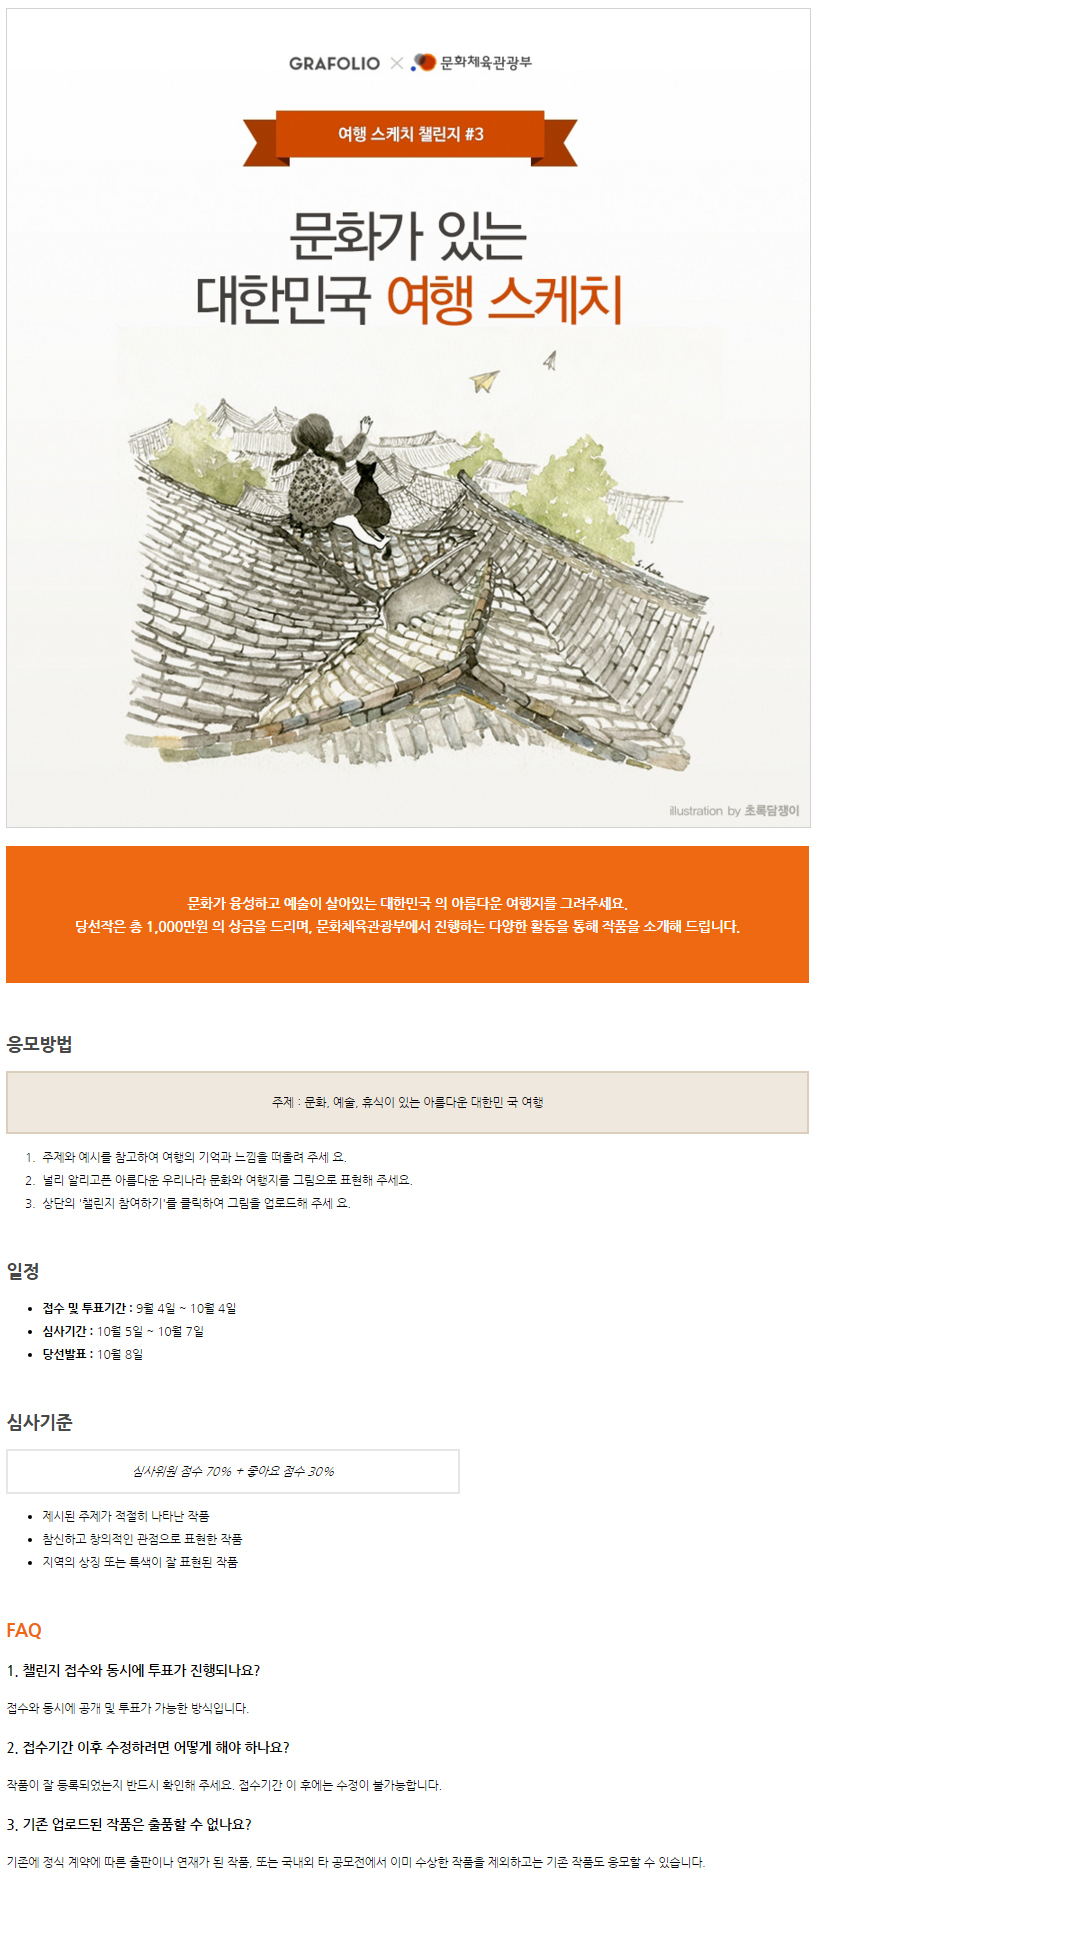 GRAFOLIO × 문화체육관광부
여행 스케치 챌린지 #3
문화가 있는
대한민국 여행 스케치
s.hee
illustration by 초록담쟁이
문화가 융성하고 예술이 살아있는 대한민국 의 아름다운 여행지를 그려주세요.
당선작은 총 1,000만원 의 상금을 드리며, 문화체육관광부에서 진행하는 다양한 활동을 통해 작품을 소개해 드립니다.
응모방법
주제 : 문화, 예술, 휴식이 있는 아름다운 대한민 국 여행
1. 주제와 예시를 참고하여 여행의 기억과 느낌을 떠올려 주세 요.
2. 널리 알리고픈 아름다운 우리나라 문화와 여행지를 그림으로 표현해 주세요.
3. 상단의 '챌린지 참여하기'를 클릭하여 그림을 업로드해 주세 요.
일정
• 접수 및 투표기간 : 9월 4일 ~ 10월 4일
• 심사기간 : 10월 5일 ~ 10월 7일
• 당선발표 : 10월 8일
심사기준
심사위원 점수 70% + 좋아요 점수 30%
• 제시된 주제가 적절히 나타난 작품
• 참신하고 창의적인 관점으로 표현한 작품
• 지역의 상징 또는 특색이 잘 표현된 작품
FAQ
1. 챌린지 접수와 동시에 투표가 진행되나요?
접수와 동시에 공개 및 투표가 가능한 방식입니다.
2. 접수기간 이후 수정하려면 어떻게 해야 하나요?
작품이 잘 등록되었는지 반드시 확인해 주세요. 접수기간 이 후에는 수정이 불가능합니다.
3. 기존 업로드된 작품은 출품할 수 없나요?
기존에 정식 계약에 따른 출판이나 연재가 된 작품, 또는 국내외 타 공모전에서 이미 수상한 작품을 제외하고는 기존 작품도 응모할 수 있습니다.